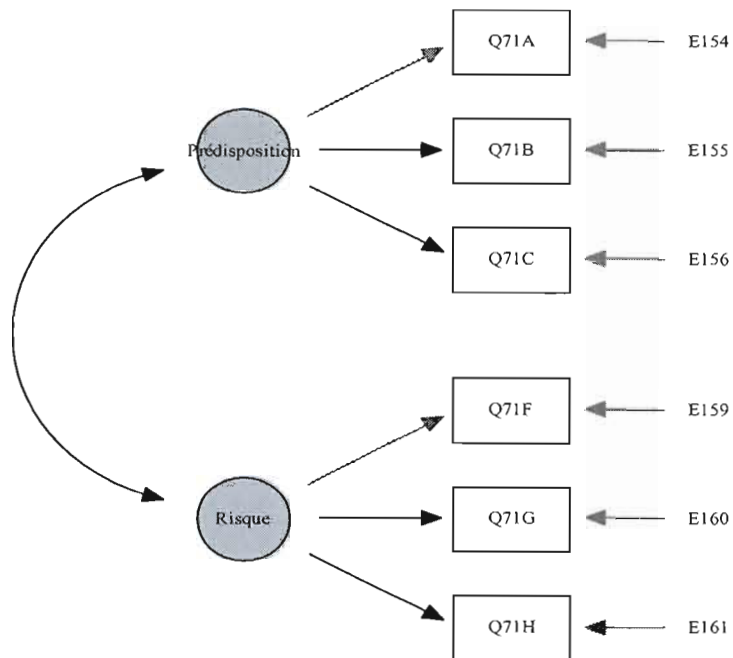 Q71A
E154
Prédisposition
Q71B
E155
Q71C
E156
Q71F
E159
Risque
Q71G
E160
Q71H
E161